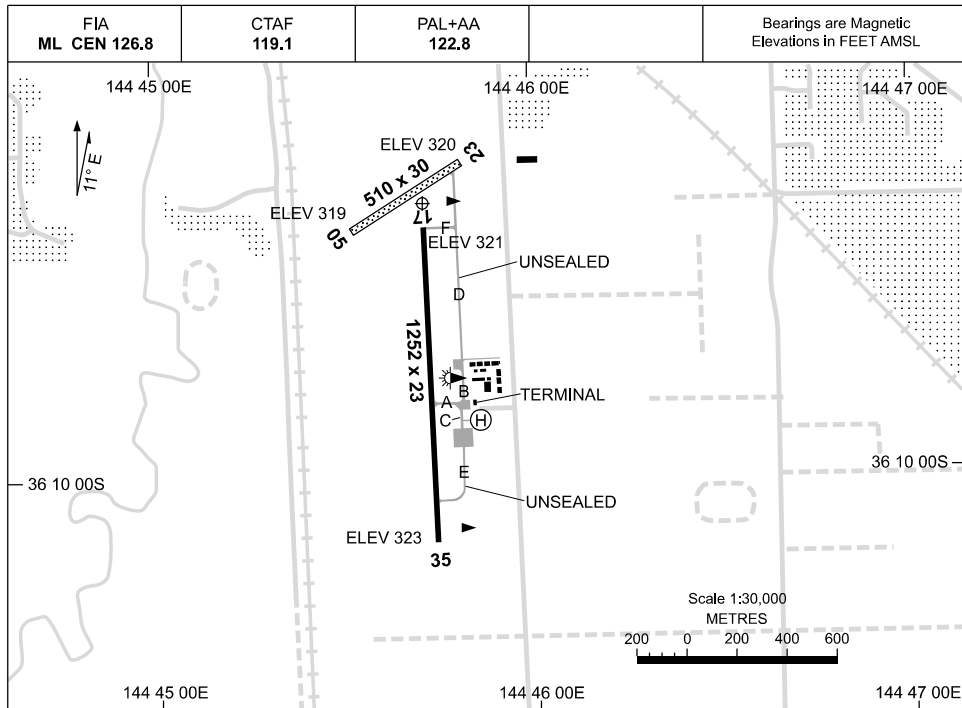 FIA
ML CEN 126.8
CTAF
119.1
PAL+AA
122.8
Bearings are Magnetic
Elevations in FEET AMSL
144 45 00E
144 46 00E
144 47 00E
11° E
ELEV 320
23
510 x 30
ELEV 319
05
17
F
ELEV 321
UNSEALED
D
1252 x 23
B
A
TERMINAL
C
H
36 10 00S
E
36 10 00S
UNSEALED
ELEV 323
35
Scale 1:30,000
METRES
200 0 200 400 600
144 45 00E
144 46 00E
144 47 00E